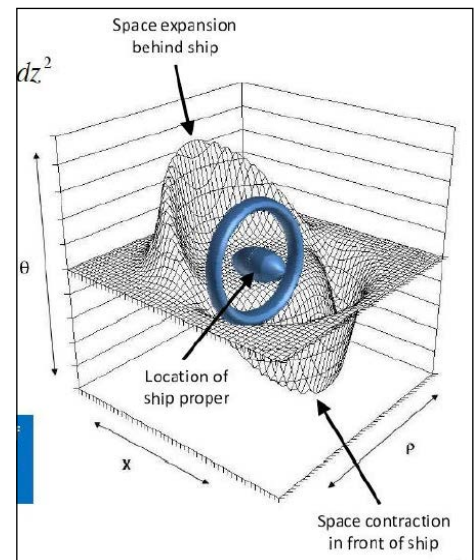 Space expansion
behind ship
dz²
θ
Location of
ship proper
X
ρ
Space contraction
in front of ship